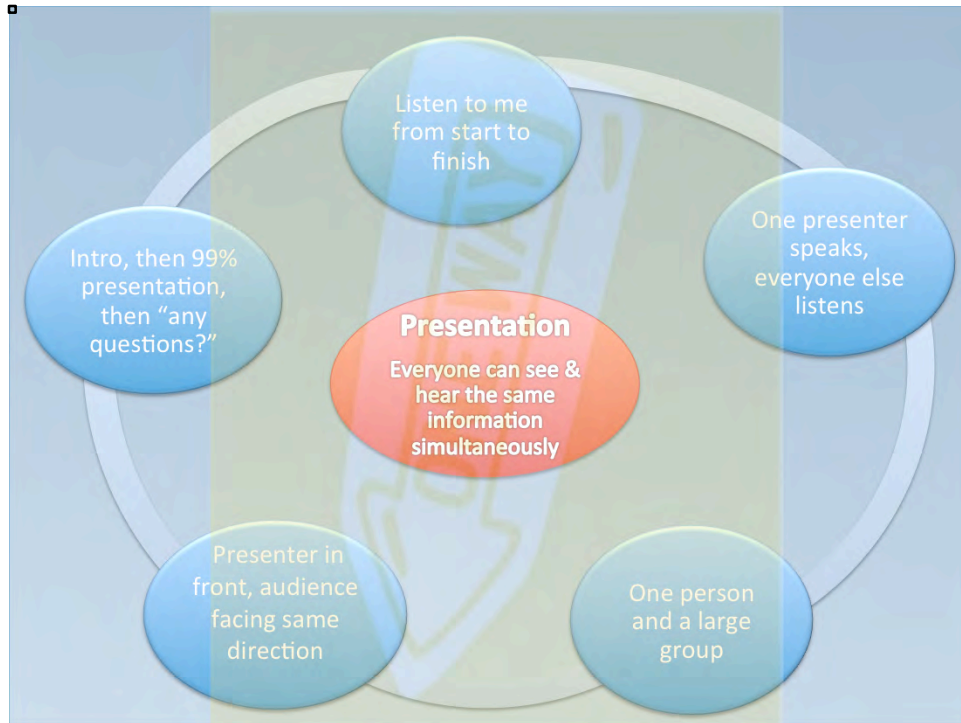 Listen to me
from start to
finish
One presenter
speaks,
everyone else
listens
One person
and a large
group
Presenter in
front, audience
facing same
direction
Intro, then 99%
presentation,
then “any
questions?”
Presentation
Everyone can see &
hear the same
information
simultaneously
ONE WAY